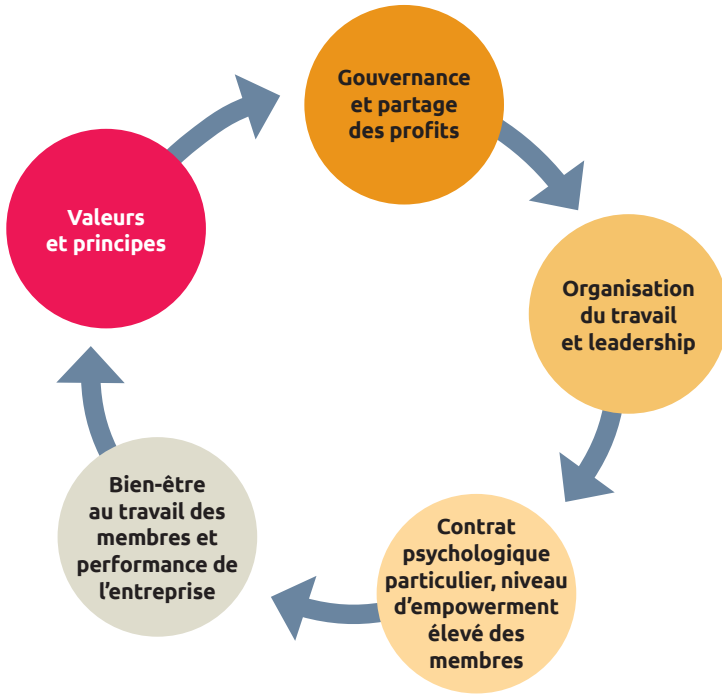 Gouvernance
et partage
des profits
Valeurs
et principes
Organisation
du travail
et leadership
Contrat
psychologique
particulier, niveau
d’empowerment
élevé des
membres
Bien-être
au travail des
membres et
performance de
l’entreprise